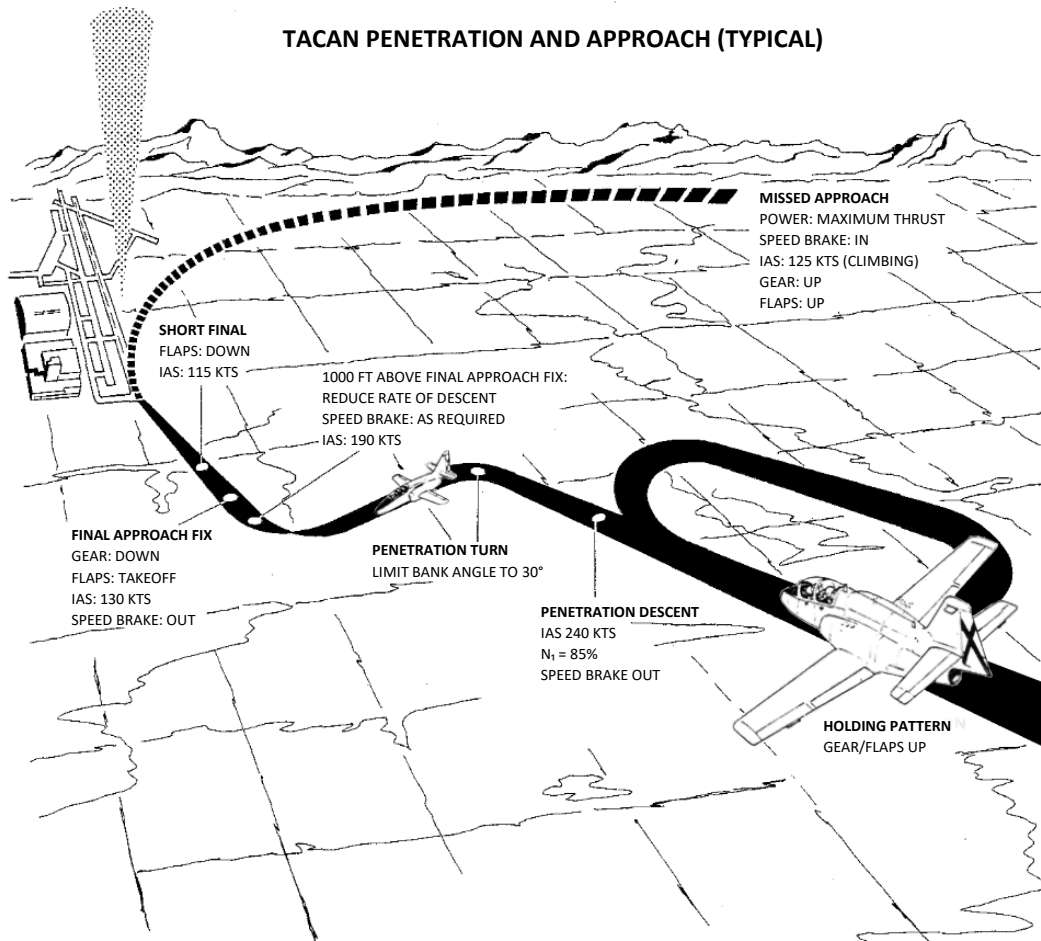 TACAN PENETRATION AND APPROACH (TYPICAL)
MISSED APPROACH
POWER: MAXIMUM THRUST
SPEED BRAKE: IN
IAS: 125 KTS (CLIMBING)
GEAR: UP
FLAPS: UP
SHORT FINAL
FLAPS: DOWN
IAS: 115 KTS
1000 FT ABOVE FINAL APPROACH FIX:
REDUCE RATE OF DESCENT
SPEED BRAKE: AS REQUIRED
IAS: 190 KTS
FINAL APPROACH FIX
GEAR: DOWN
FLAPS: TAKEOFF
IAS: 130 KTS
SPEED BRAKE: OUT
PENETRATION TURN
LIMIT BANK ANGLE TO 30°
PENETRATION DESCENT
IAS 240 KTS
N₁ = 85%
SPEED BRAKE OUT
HOLDING PATTERN
GEAR/FLAPS UP